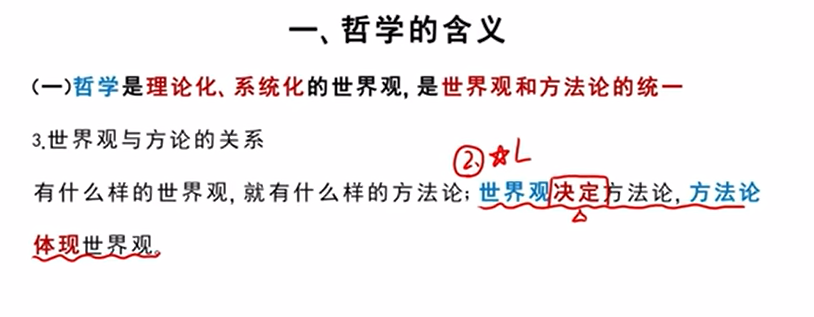 一、哲学的含义
(一)哲学是理论化、系统化的世界观,是世界观和方法论的统一
3.世界观与方论的关系
②☆L
有什么样的世界观,就有什么样的方法论;世界观决定方法论,方法论
体现世界观。